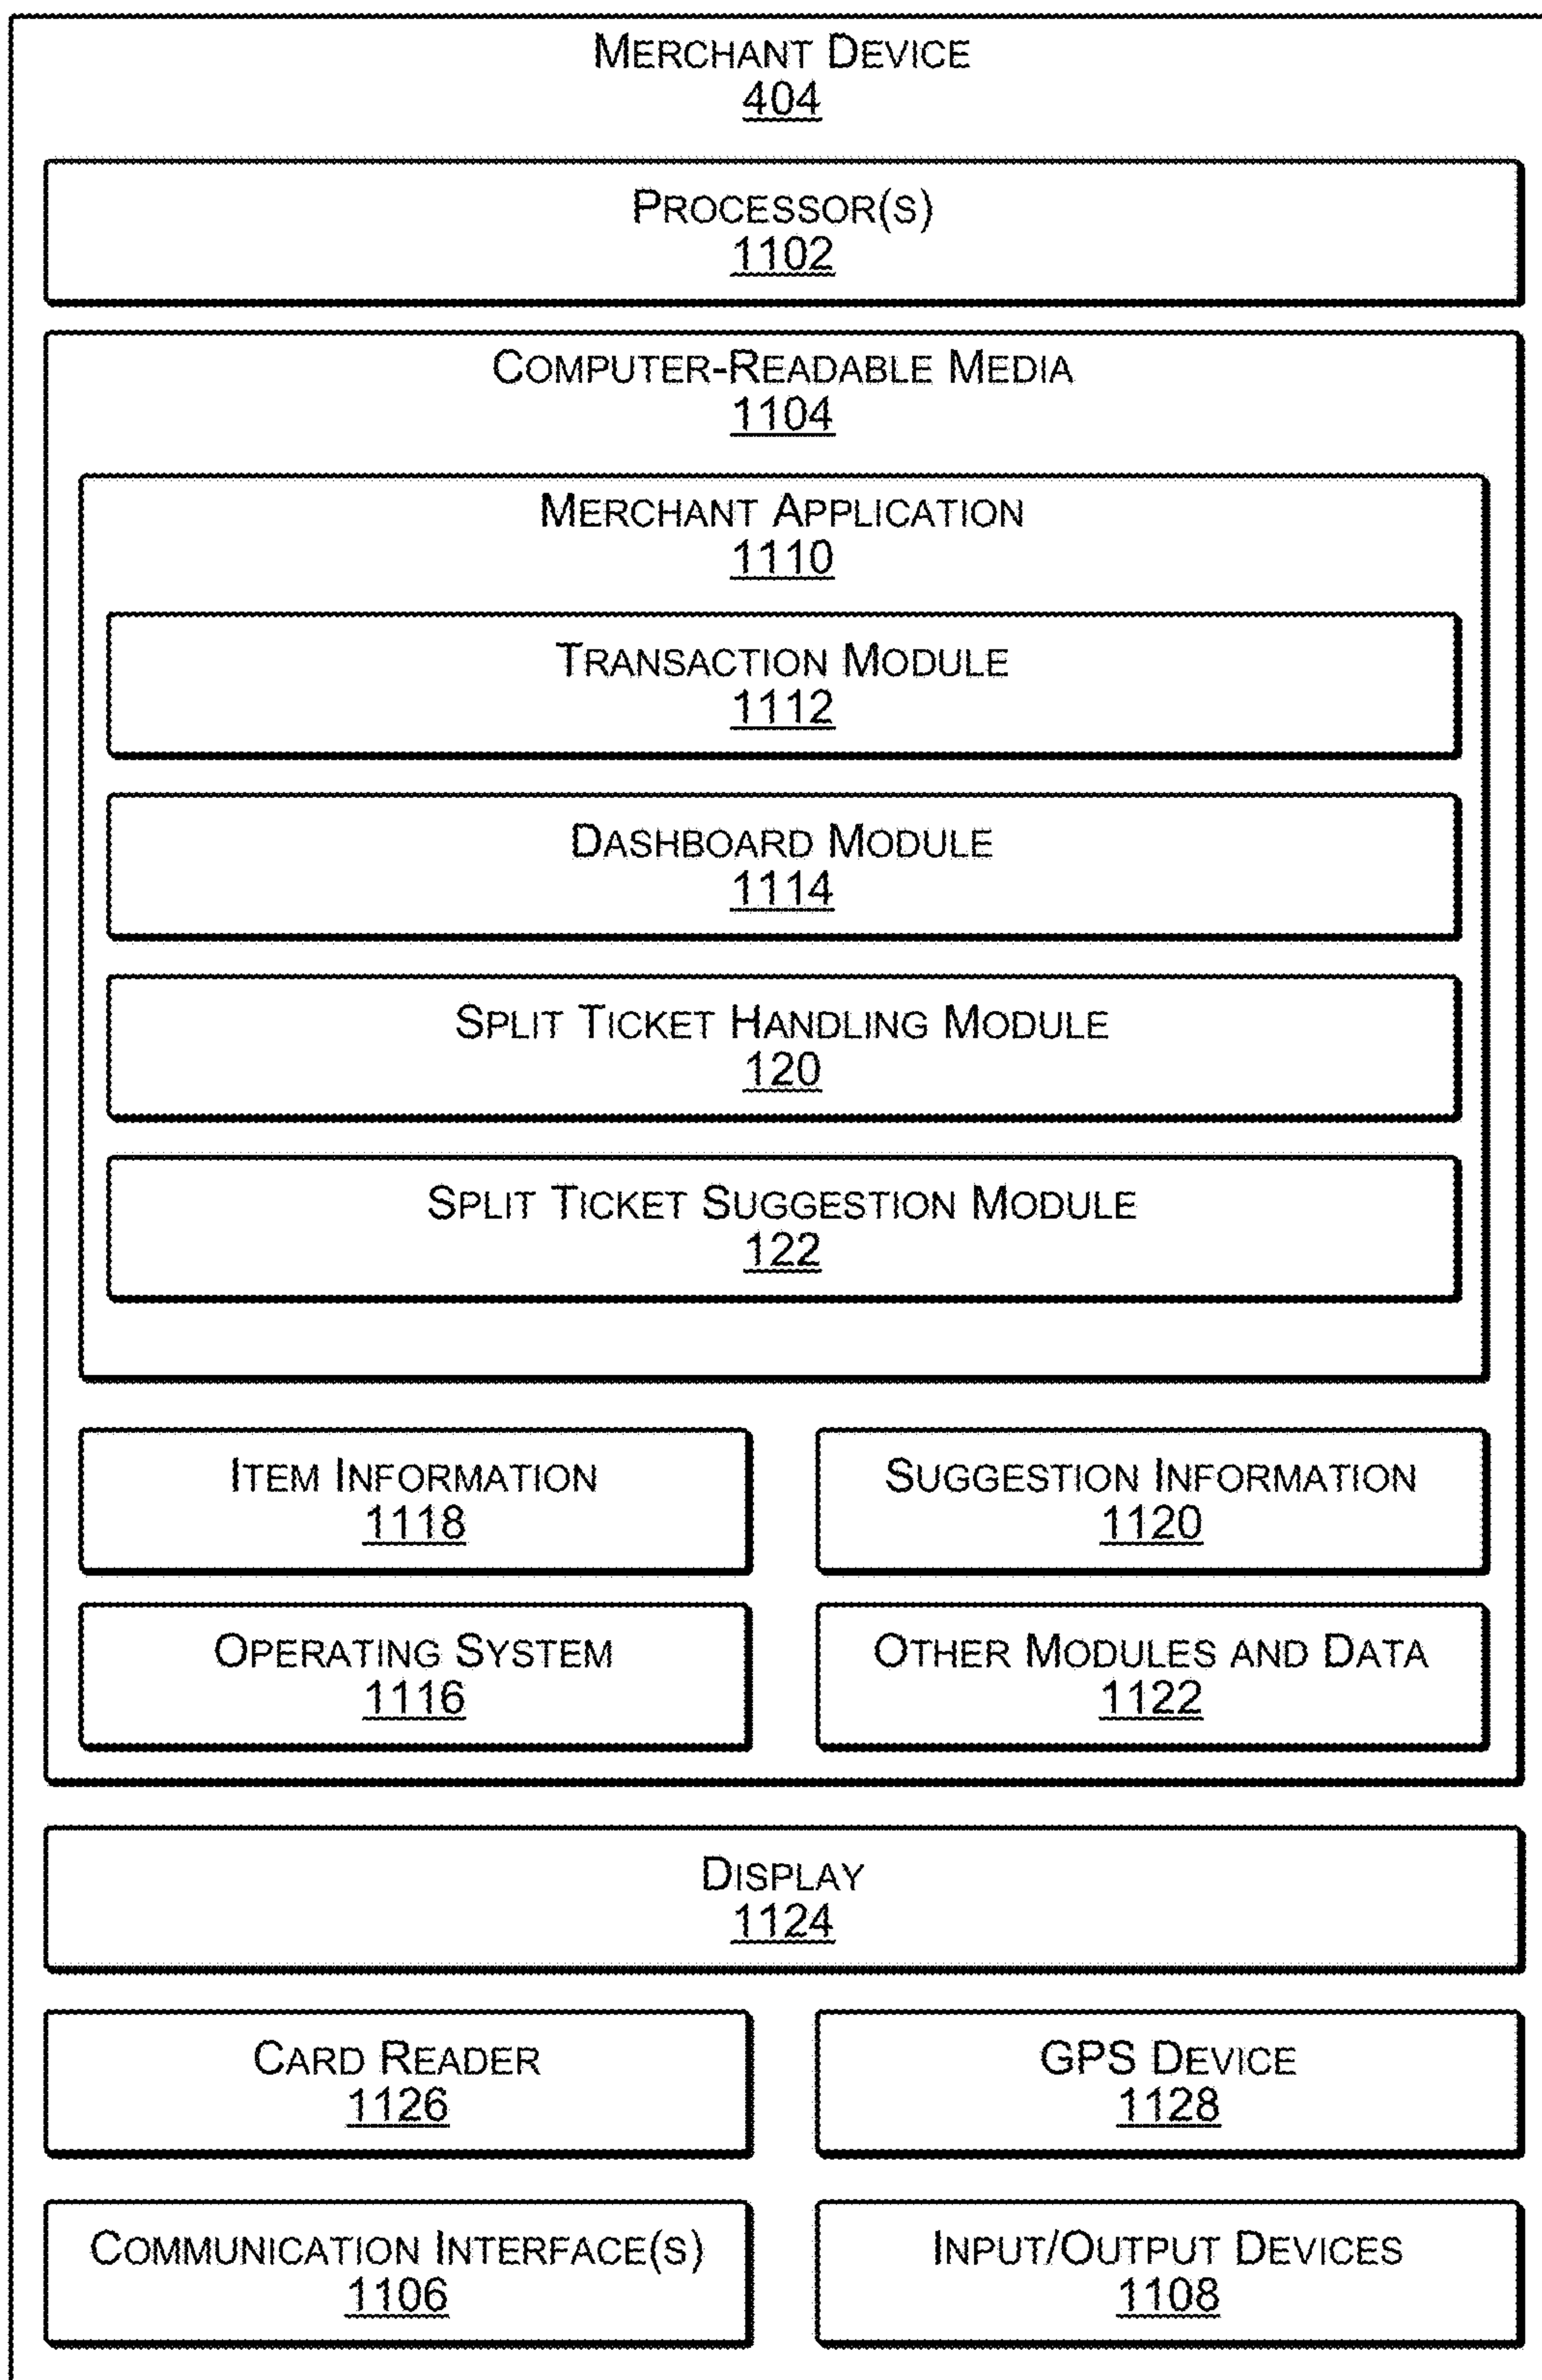 MERCHANT DEVICE
404
PROCESSOR(S)
1102
COMPUTER-READABLE MEDIA
1104
MERCHANT APPLICATION
1110
TRANSACTION MODULE
1112
DASHBOARD MODULE
1114
SPLIT TICKET HANDLING MODULE
120
SPLIT TICKET SUGGESTION MODULE
122
ITEM INFORMATION
1118
SUGGESTION INFORMATION
1120
OPERATING SYSTEM
1116
OTHER MODULES AND DATA
1122
DISPLAY
1124
CARD READER
1126
GPS DEVICE
1128
COMMUNICATION INTERFACE(S)
1106
INPUT/OUTPUT DEVICES
1108